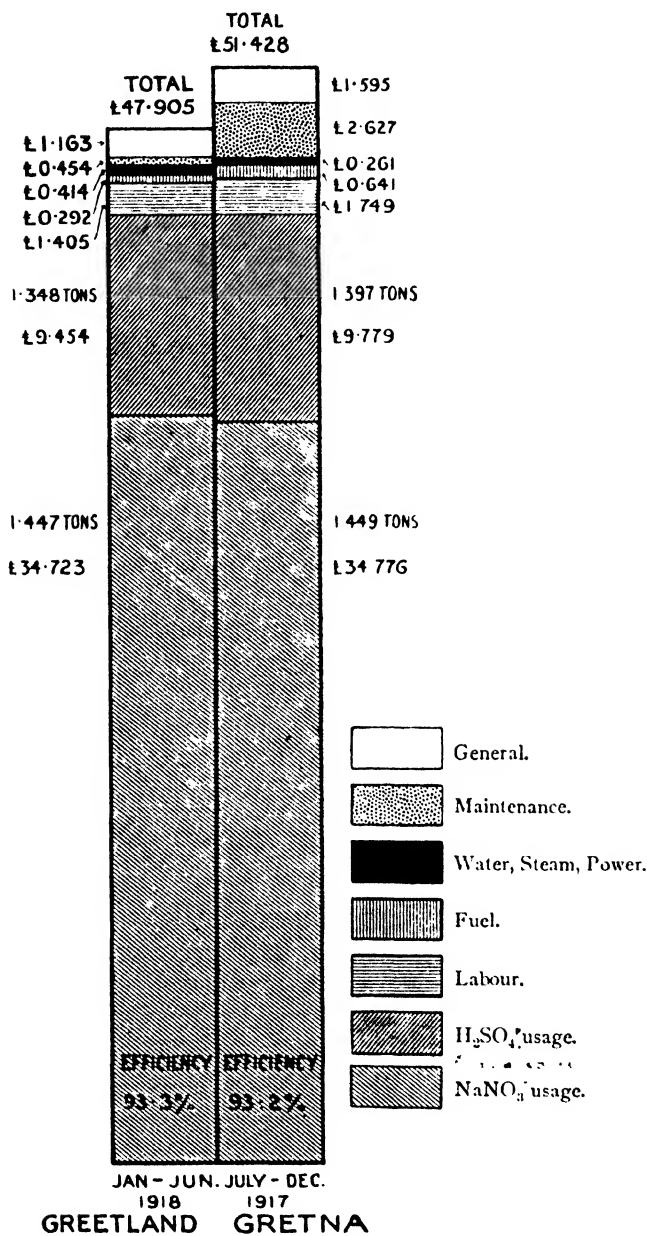 TOTAL
£51·428
TOTAL
£47·905
£1·163
£0·454
£0·414
£0·292
£1·405
1·348 TONS
£9·454
1·447 TONS
£34·723
£1·595
£2·627
£0·261
£0·641
£1 749
1 397 TONS
£9·779
1 449 TONS
£34 776
General.
Maintenance.
Water, Steam, Power.
Fuel.
Labour.
H₂SO₄ usage.
NaNO₃ usage.
EFFICIENCY EFFICIENCY
93·3% 93·2%
JAN – JUN. JULY – DEC.
1918 1917
GREETLAND GRETNA